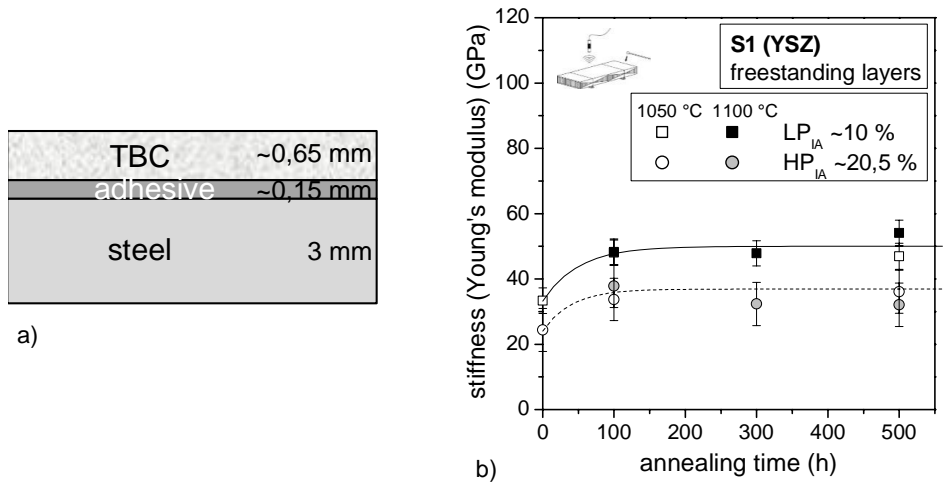 TBC
~0,65 mm
adhesive
~0,15 mm
steel
3 mm
a)
stiffness (Young's modulus) (GPa)
120
100
80
60
40
20
0
S1 (YSZ)
freestanding layers
1050 °C 1100 °C
LP_IA ~10 %
HP_IA ~20,5 %
0 100 200 300 400 500
annealing time (h)
b)